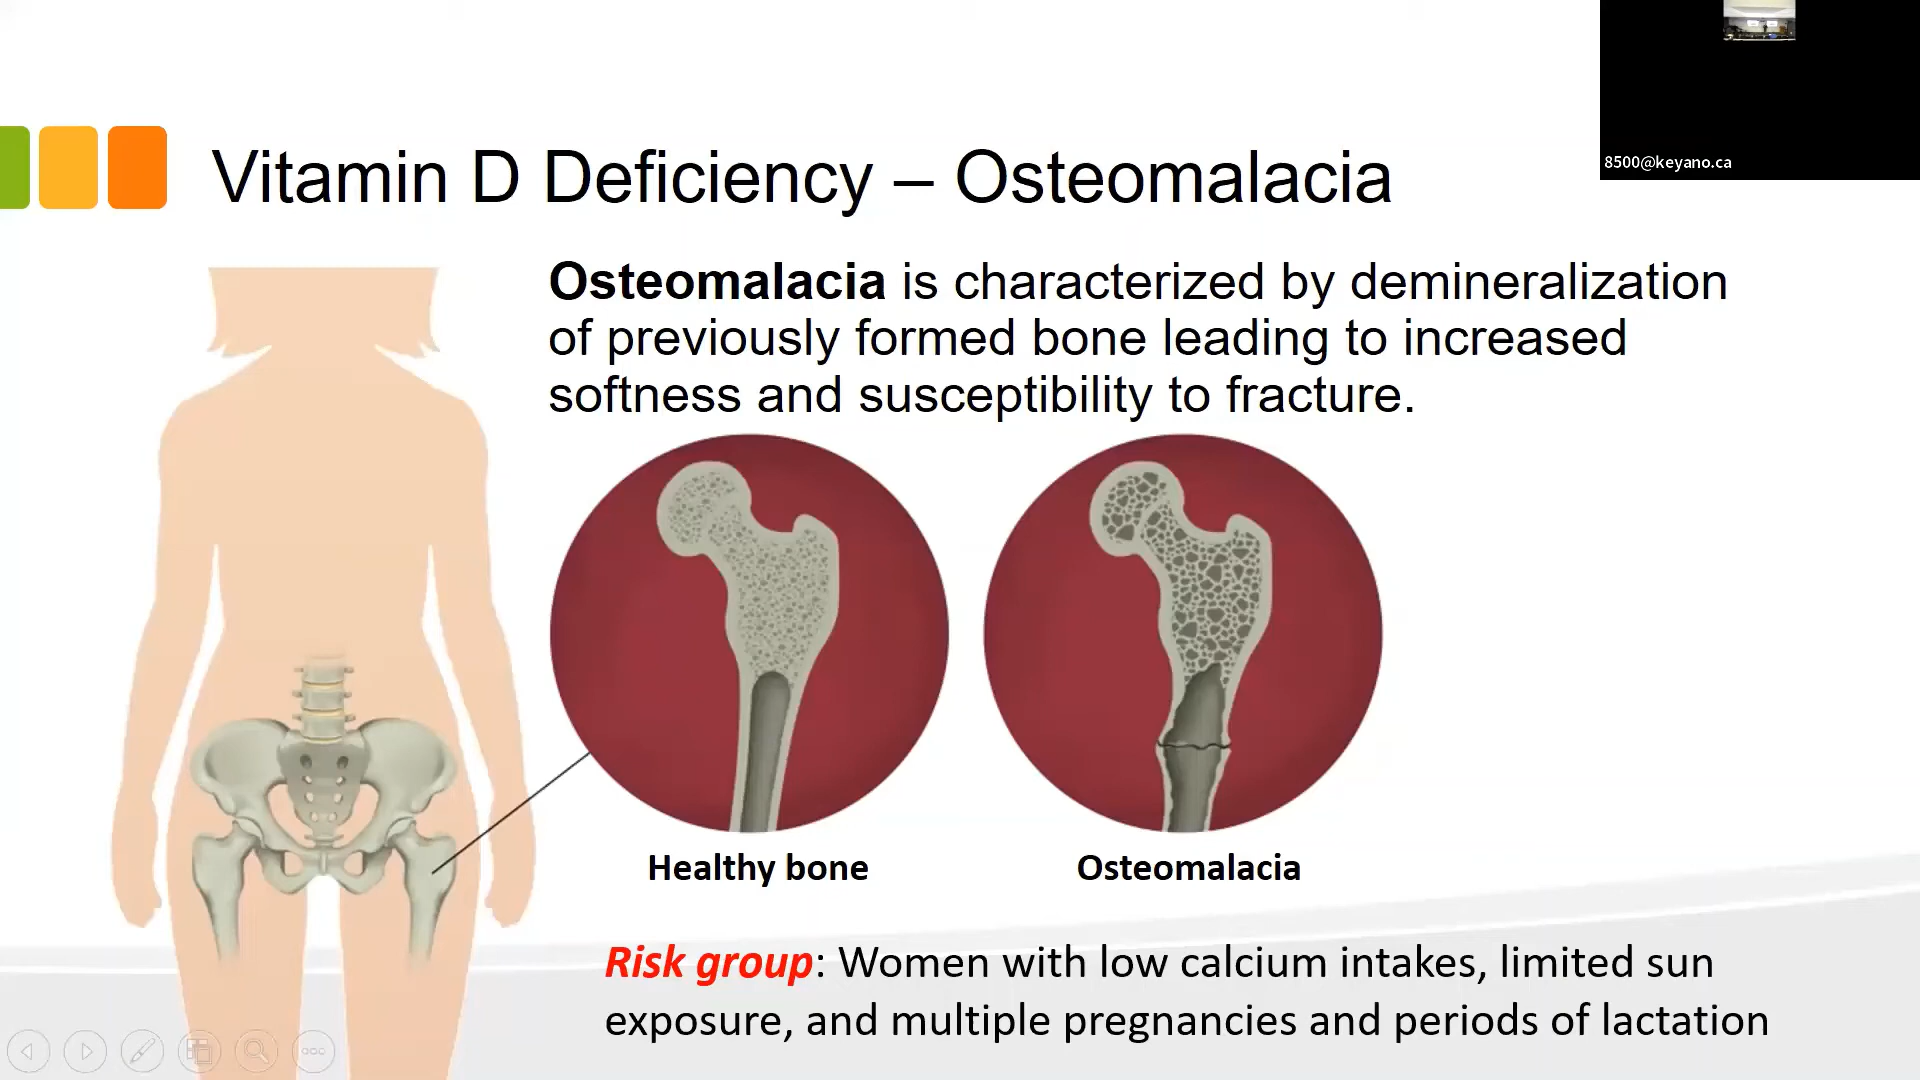 8500@keyano.ca
Vitamin D Deficiency – Osteomalacia
Osteomalacia is characterized by demineralization
of previously formed bone leading to increased
softness and susceptibility to fracture.
Healthy bone
Osteomalacia
Risk group: Women with low calcium intakes, limited sun
exposure, and multiple pregnancies and periods of lactation